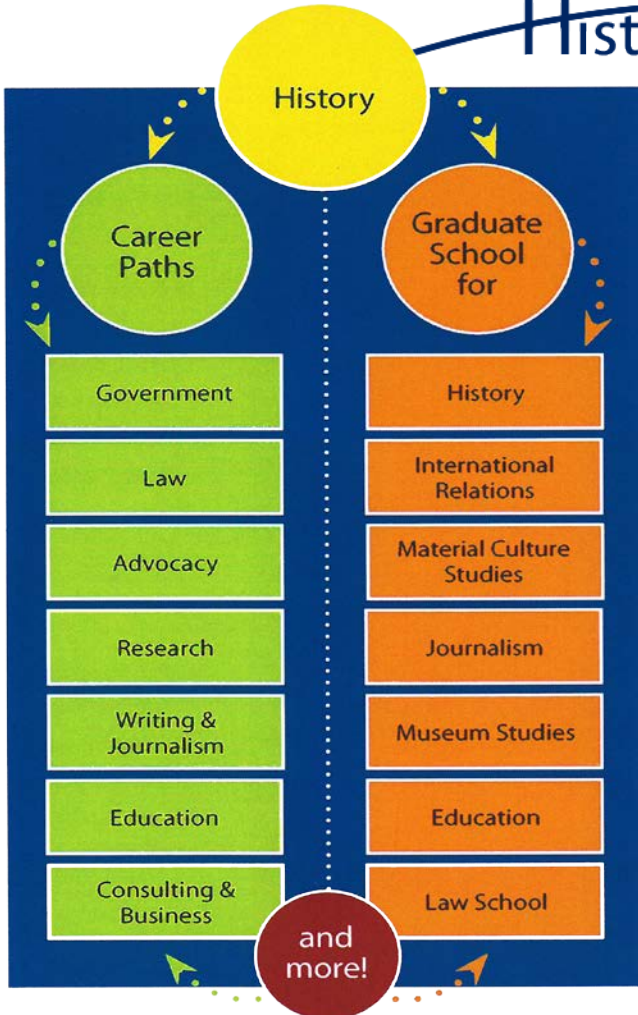 Hist
History
Career
Paths
Government
Law
Advocacy
Research
Writing &
Journalism
Education
Consulting &
Business
Graduate
School
for
History
International
Relations
Material Culture
Studies
Journalism
Museum Studies
Education
Law School
and
more!